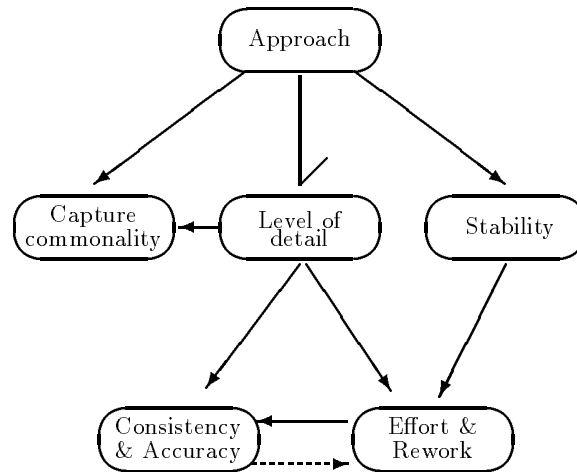 Approach
Capture
commonality
Level of
detail
Stability
Consistency
& Accuracy
Effort &
Rework